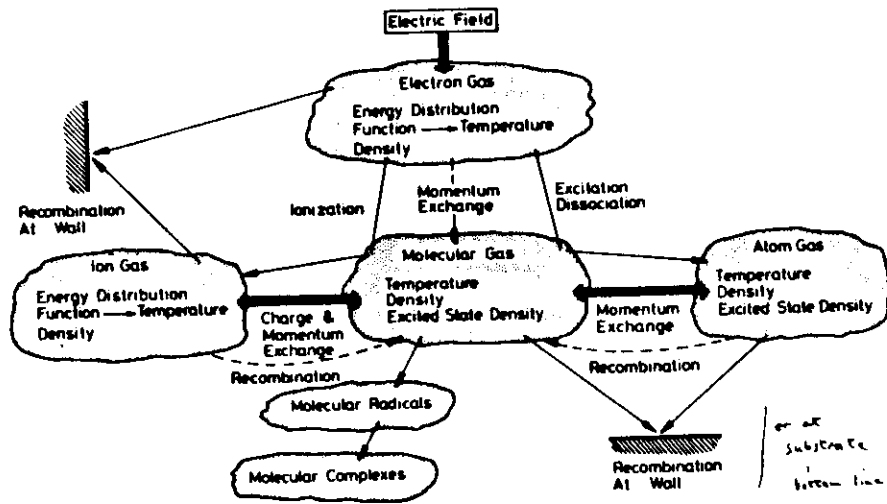 Electric Field
Electron Gas
Energy Distribution
Function → Temperature
Density
Recombination
At Wall
Ionization
Momentum
Exchange
Excitation
Dissociation
Ion Gas
Energy Distribution
Function → Temperature
Density
Charge &
Momentum
Exchange
Recombination
Molecular Gas
Temperature
Density
Excited State Density
Momentum
Exchange
Recombination
Atom Gas
Temperature
Density
Excited State Density
Molecular Radicals
Molecular Complexes
Recombination
At Wall
or at
substrate
bottom line